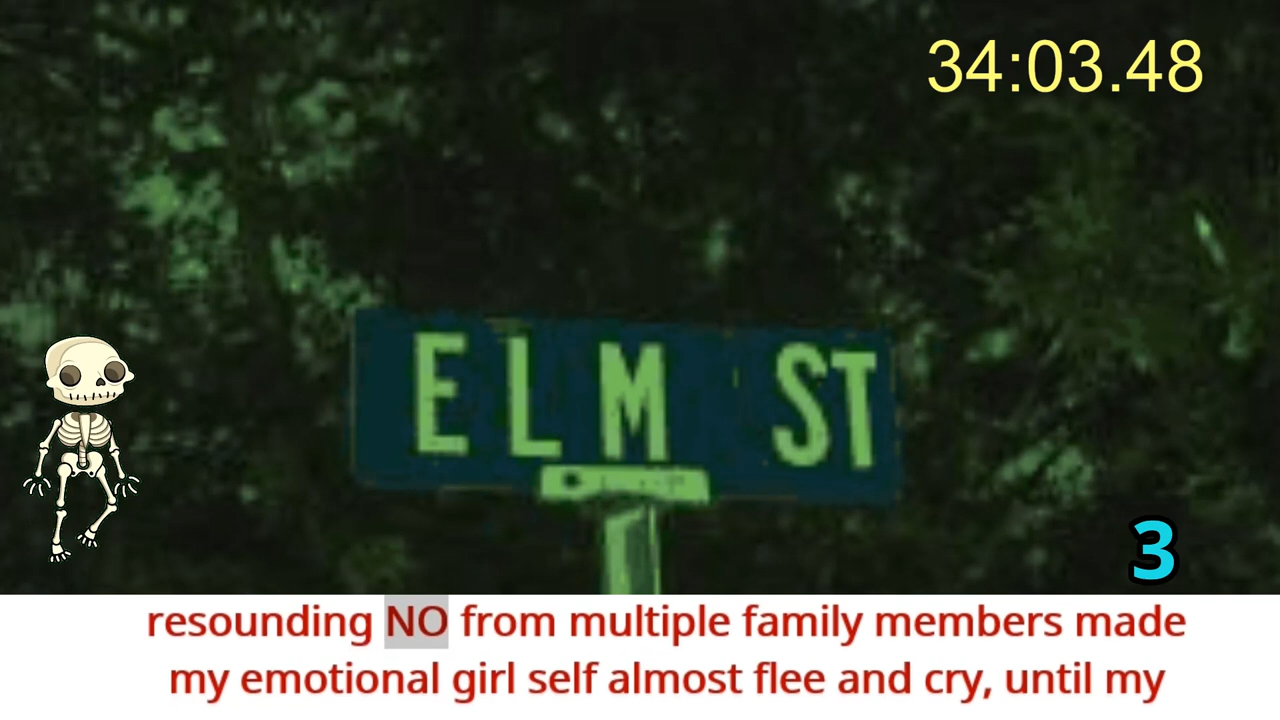 34:03.48
ELM ST
3
resounding NO from multiple family members made
my emotional girl self almost flee and cry, until my